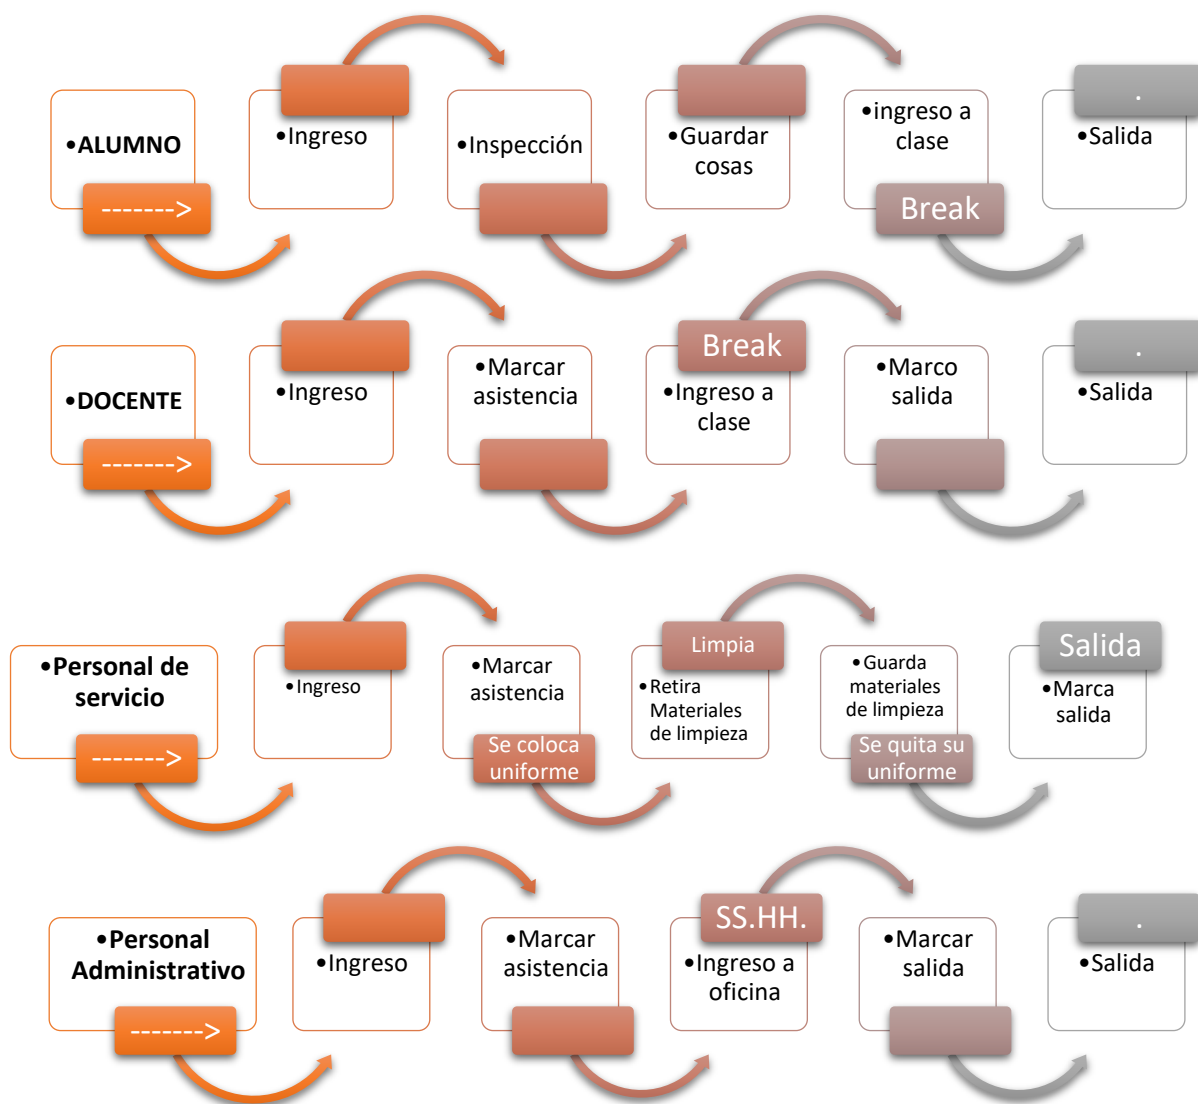 •ALUMNO
------->
•Ingreso
•Inspección
•Guardar
cosas
•ingreso a
clase
Break
.
•Salida
•DOCENTE
------->
•Ingreso
•Marcar
asistencia
Break
•Ingreso a
clase
•Marco
salida
.
•Salida
•Personal de
servicio
------->
•Ingreso
•Marcar
asistencia
Se coloca
uniforme
Limpia
•Retira
Materiales
de limpieza
•Guarda
materiales
de limpieza
Se quita su
uniforme
Salida
•Marca
salida
•Personal
Administrativo
------->
•Ingreso
•Marcar
asistencia
SS.HH.
•Ingreso a
oficina
•Marcar
salida
.
•Salida